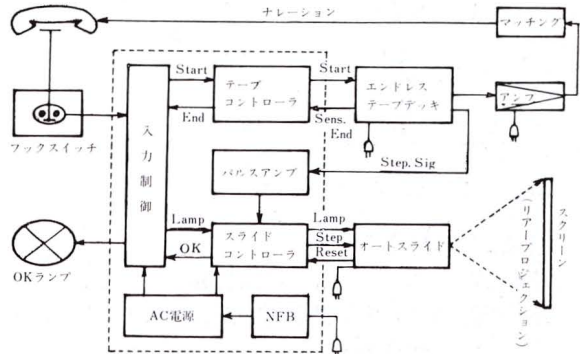 ナレーション
マッチング
Start
テープ
コントローラ
Start
エンドレス
テープデッキ
アンプ
End
Sens.
End
フックスイッチ
入力制御
Step. Sig
パルスアンプ
Lamp
スライド
コントローラ
Lamp
Step
Reset
オートスライド
OK
OKランプ
スクリーン
(リアープロジェクション)
AC電源
NFB